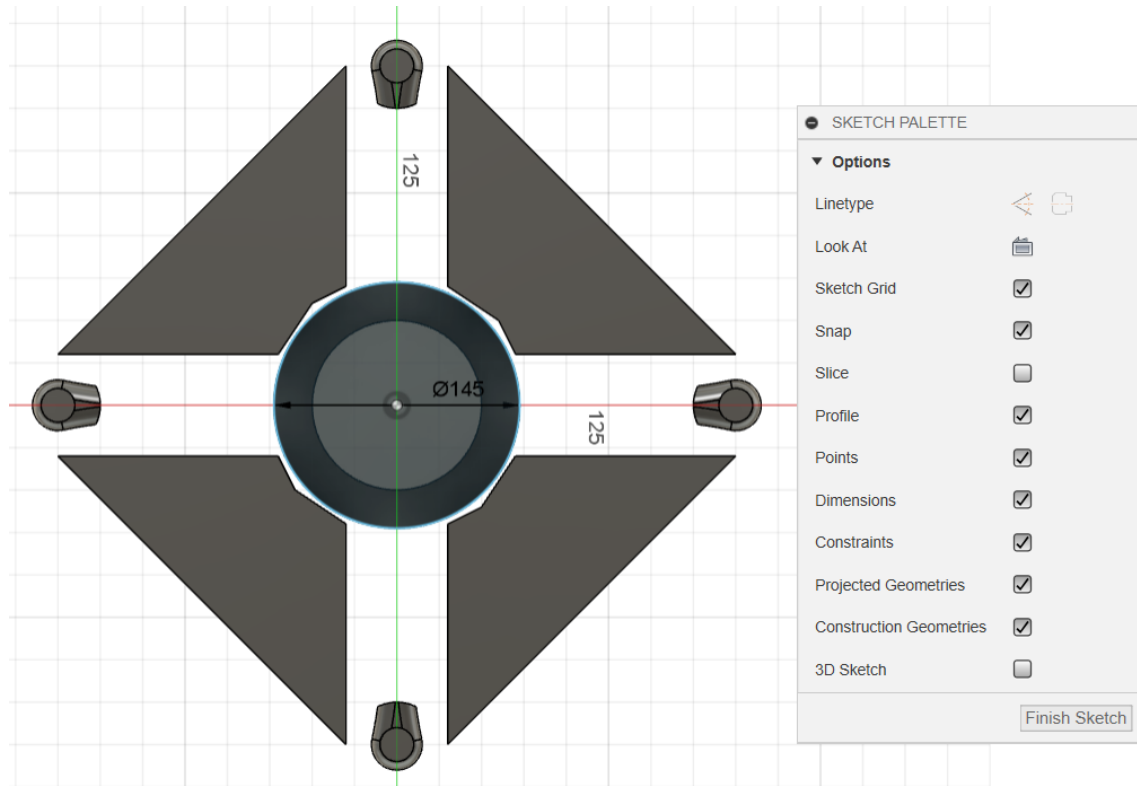 125
Ø145
125
SKETCH PALETTE
Options
Linetype
Look At
Sketch Grid
Snap
Slice
Profile
Points
Dimensions
Constraints
Projected Geometries
Construction Geometries
3D Sketch
Finish Sketch